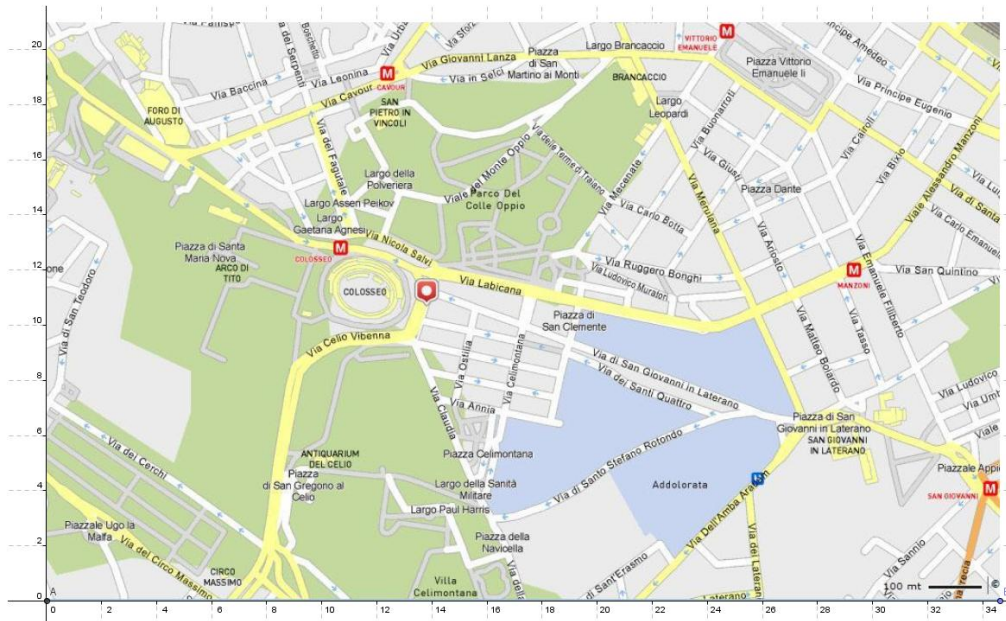 20
18
16
14
12
10
8
6
4
2
0
0
2
4
6
8
10
12
14
16
18
20
22
24
26
28
30
32
34
A
Via Baccina
Via Leonina
Via Cavour
CAVOUR
Via Giovanni Lanza
Via in Selci
Piazza
di San
Martino ai Monti
Largo Brancaccio
BRANCACCIO
VITTORIO
EMANUELE
Piazza Vittorio
Emanuele Ii
Via Principe Eugenio
FORO DI
AUGUSTO
SAN
PIETRO IN
VINCOLI
Via del Fagutale
Largo
Leopardi
Via Buonarroti
Via Cairoli
Via Bixio
Viale Alessandro Manzoni
Via delle Terme di Traiano
Largo della
Polveriera
Viale del Monte Oppio
Parco Del
Colle Oppio
Via Mecenate
Via Giusti
Piazza Dante
Via Merulana
Via di Santa
Largo Asseri Peikov
Largo
Gaetana Agnesi
Via Carlo Botta
Via Carlo Emanuele
Piazza di Santa
Maria Nova
ARCO DI
TITO
COLOSSEO
Via Nicola Salvi
Via Ruggero Bonghi
Via Ludovico Muratori
Via Ariosto
Via Emanuele Filiberto
Via San Quintino
MANZONI
one
Via di San Teodoro
COLOSSEO
Via Labicana
Piazza di
San Clemente
Via Celio Vibenna
Via Ostilia
Via Celimontana
Via di San Giovanni in Laterano
Via dei Santi Quattro
Via Matteo Boiardo
Via Tasso
Via Ludovico
Via Umb
Viale
Via Claudia
Via Annia
Piazza di San
Giovanni in Laterano
SAN GIOVANNI
IN LATERANO
Via dei Cerchi
ANTIQUARIUM
DEL CELIO
Piazza
di San Gregorio al
Celio
Piazza Celimontana
Largo della Sanità
Militare
Largo Paul Harris
Via di Santo Stefano Rotondo
Addolorata
Piazzale Appi
SAN GIOVANNI
Piazzale Ugo la
Malfa
Via del Circo Massimo
CIRCO
MASSIMO
Piazza della
Navicella
Villa
Celimontana
Via della
Sant'Erasmo
Via Dell'Amba Aradam
Via dei Laterani
Laterano
Via Sannio
100 mt
©